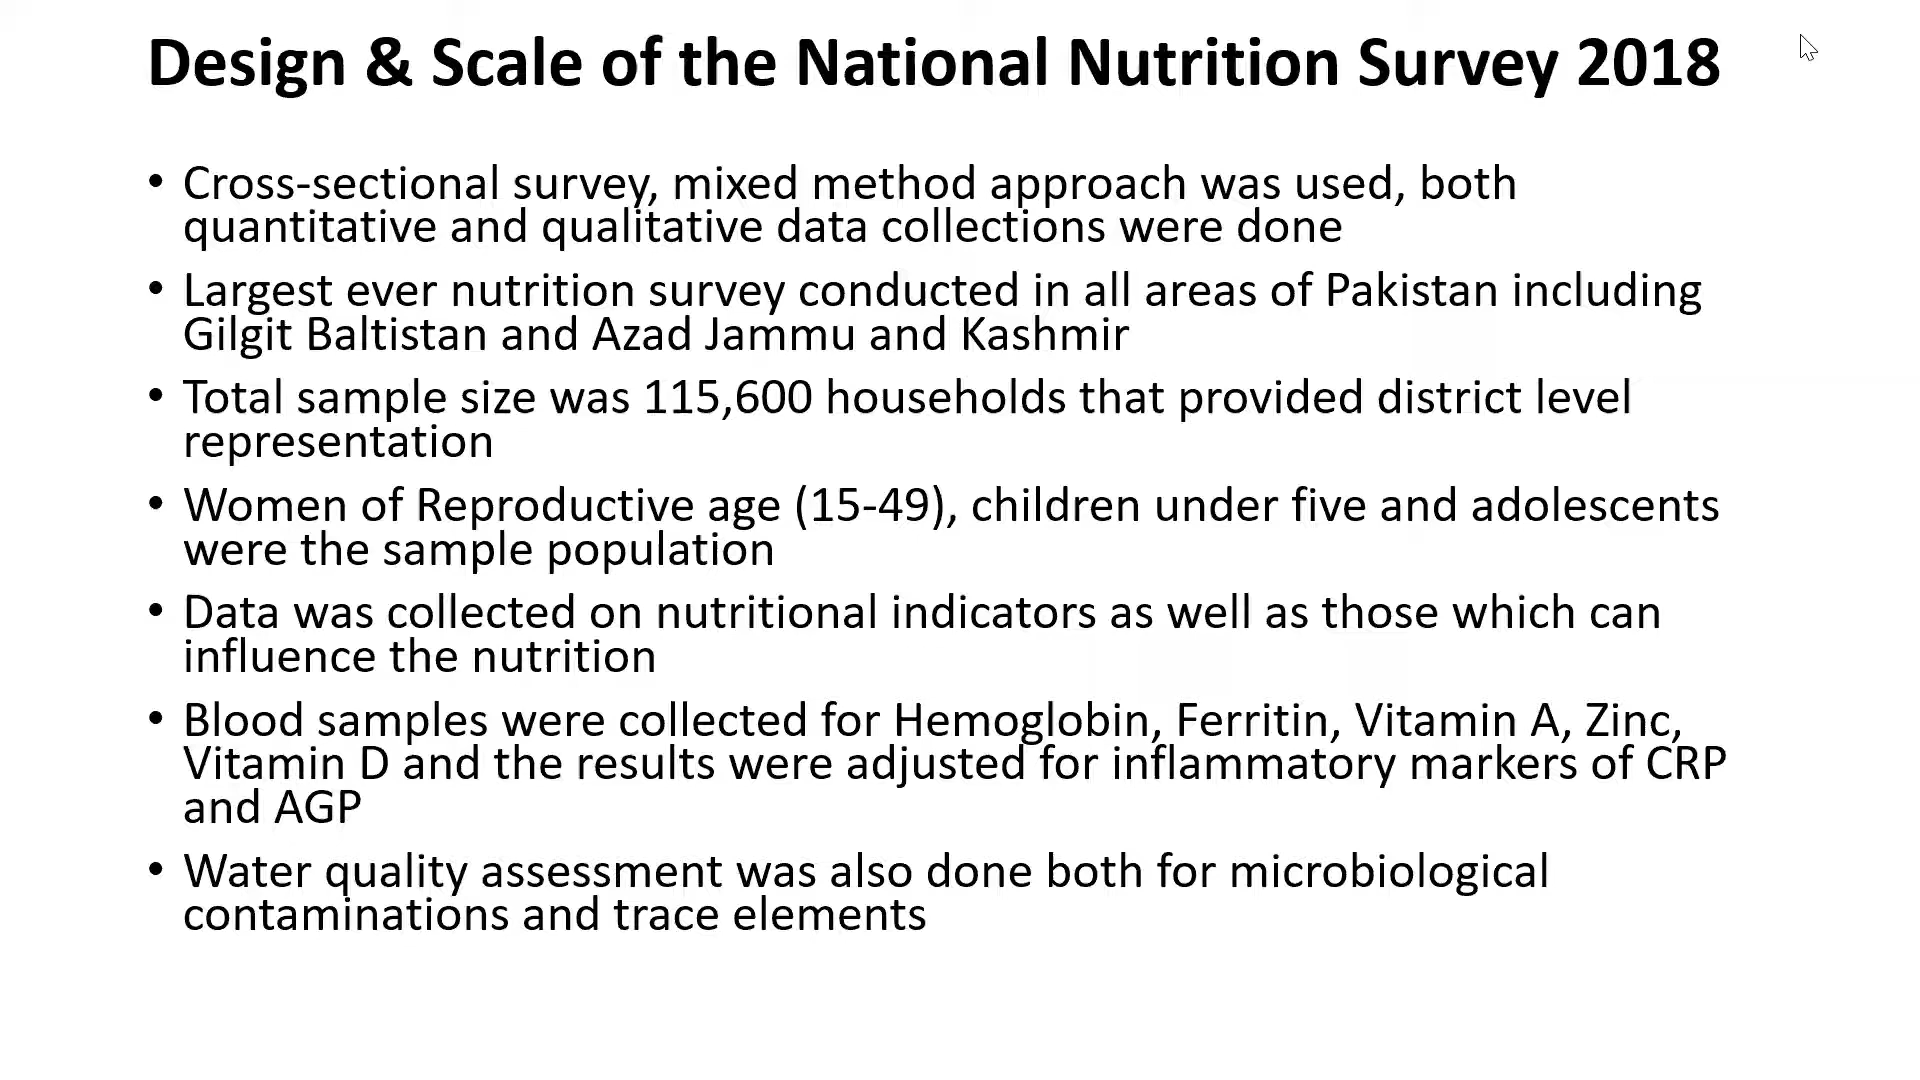 Design & Scale of the National Nutrition Survey 2018
• Cross-sectional survey, mixed method approach was used, both
quantitative and qualitative data collections were done
• Largest ever nutrition survey conducted in all areas of Pakistan including
Gilgit Baltistan and Azad Jammu and Kashmir
• Total sample size was 115,600 households that provided district level
representation
• Women of Reproductive age (15-49), children under five and adolescents
were the sample population
• Data was collected on nutritional indicators as well as those which can
influence the nutrition
• Blood samples were collected for Hemoglobin, Ferritin, Vitamin A, Zinc,
Vitamin D and the results were adjusted for inflammatory markers of CRP
and AGP
• Water quality assessment was also done both for microbiological
contaminations and trace elements